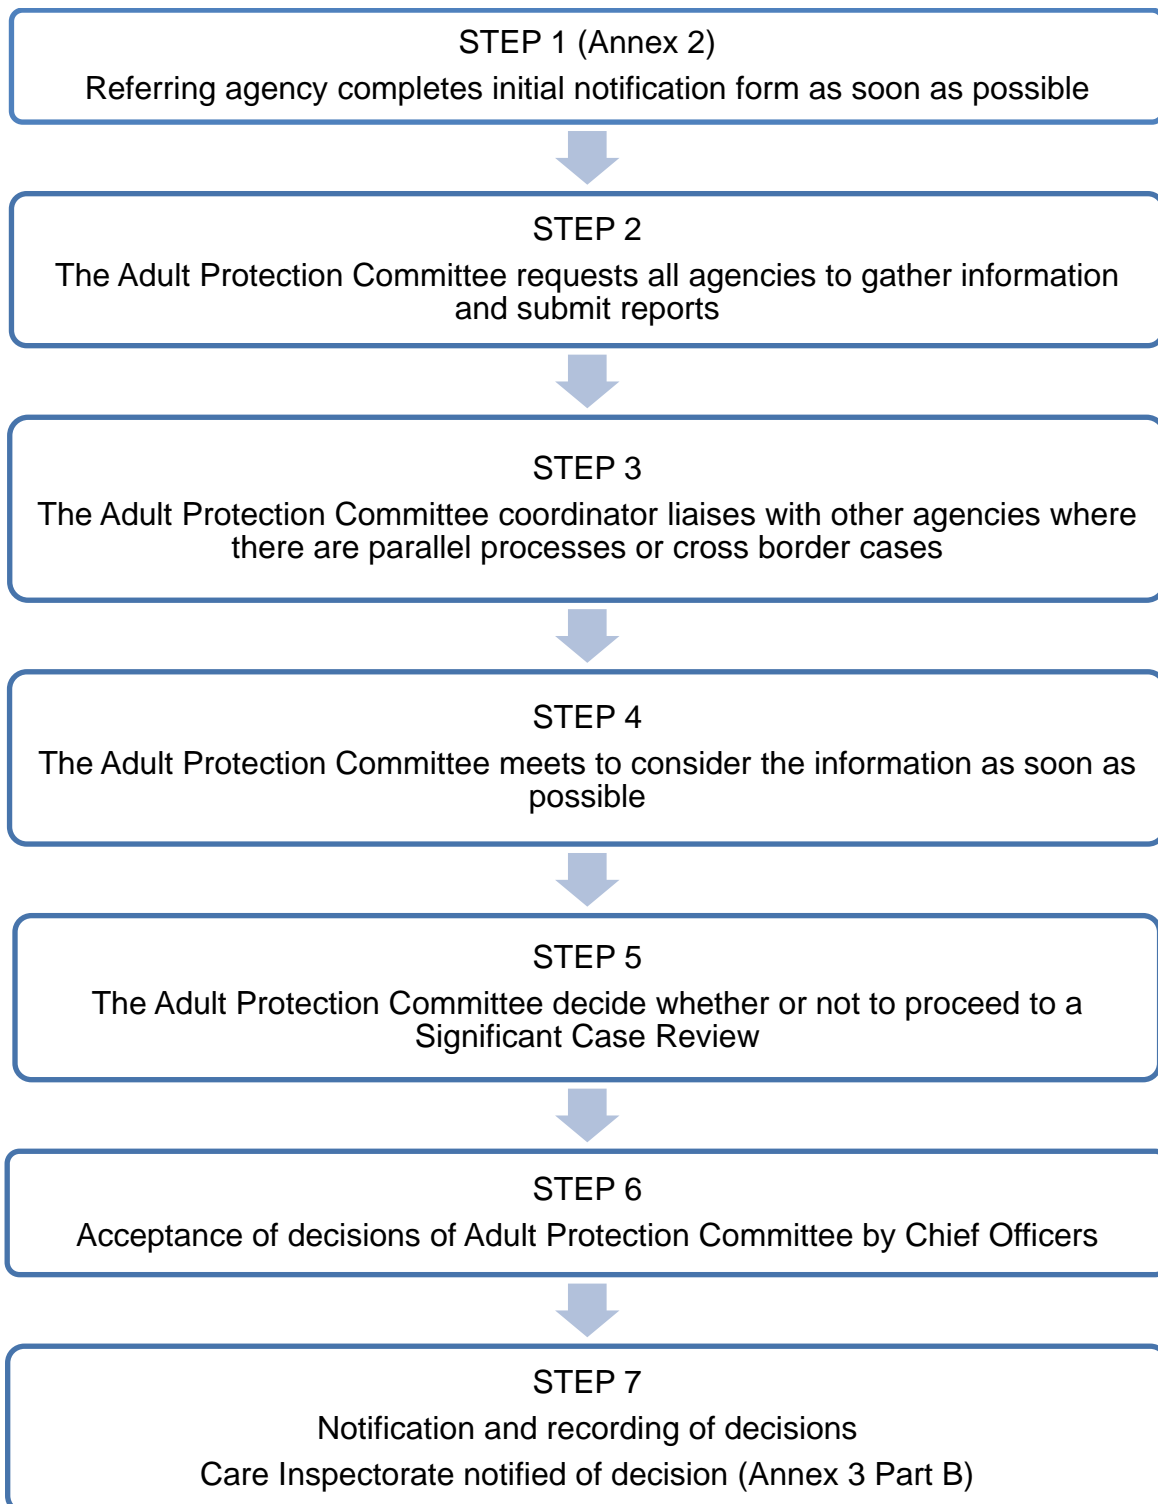 STEP 1 (Annex 2)
Referring agency completes initial notification form as soon as possible
STEP 2
The Adult Protection Committee requests all agencies to gather information
and submit reports
STEP 3
The Adult Protection Committee coordinator liaises with other agencies where
there are parallel processes or cross border cases
STEP 4
The Adult Protection Committee meets to consider the information as soon as
possible
STEP 5
The Adult Protection Committee decide whether or not to proceed to a
Significant Case Review
STEP 6
Acceptance of decisions of Adult Protection Committee by Chief Officers
STEP 7
Notification and recording of decisions
Care Inspectorate notified of decision (Annex 3 Part B)